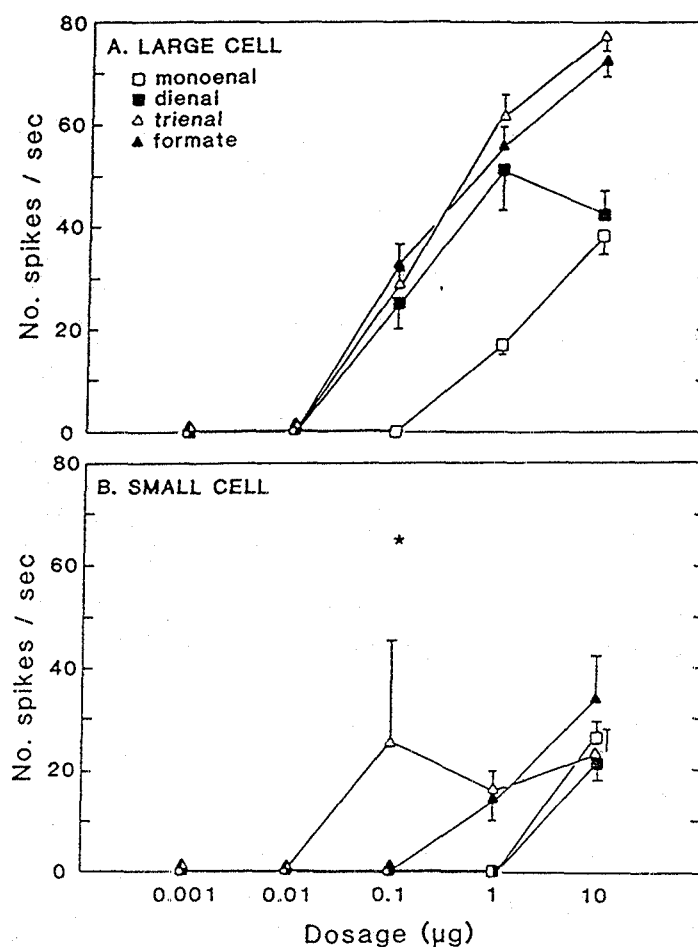 A. LARGE CELL
monoenal
dienal
trienal
formate
No. spikes / sec
80
60
40
20
0
B. SMALL CELL
*
No. spikes / sec
80
60
40
20
0
0.001 0.01 0.1 1 10
Dosage (μg)